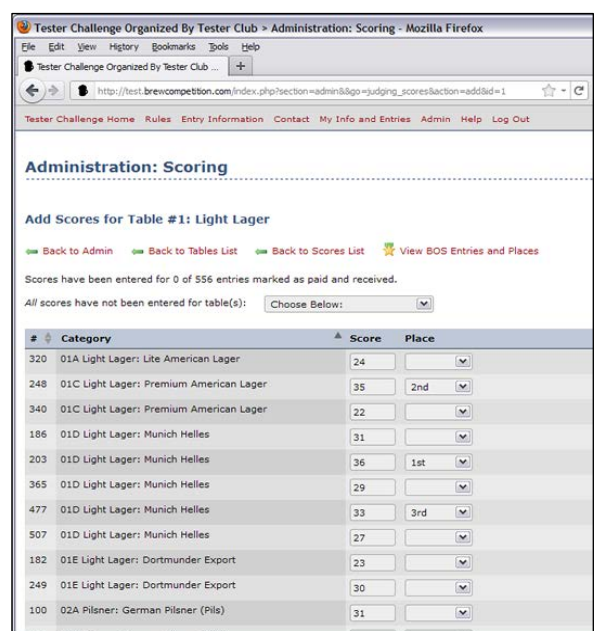 Tester Challenge Organized By Tester Club > Administration: Scoring - Mozilla Firefox
File Edit View History Bookmarks Tools Help
Tester Challenge Organized By Tester Club ... +
http://test.brewcompetition.com/index.php?section=admin&&go=judging_scores&action=add&id=1
Tester Challenge Home Rules Entry Information Contact My Info and Entries Admin Help Log Out
Administration: Scoring
Add Scores for Table #1: Light Lager
Back to Admin Back to Tables List Back to Scores List View BOS Entries and Places
Scores have been entered for 0 of 556 entries marked as paid and received.
All scores have not been entered for table(s): Choose Below:
# Category Score Place
320 01A Light Lager: Lite American Lager 24
248 01C Light Lager: Premium American Lager 35 2nd
340 01C Light Lager: Premium American Lager 22
186 01D Light Lager: Munich Helles 31
203 01D Light Lager: Munich Helles 36 1st
365 01D Light Lager: Munich Helles 29
477 01D Light Lager: Munich Helles 33 3rd
507 01D Light Lager: Munich Helles 27
182 01E Light Lager: Dortmunder Export 23
249 01E Light Lager: Dortmunder Export 30
100 02A Pilsner: German Pilsner (Pils) 31